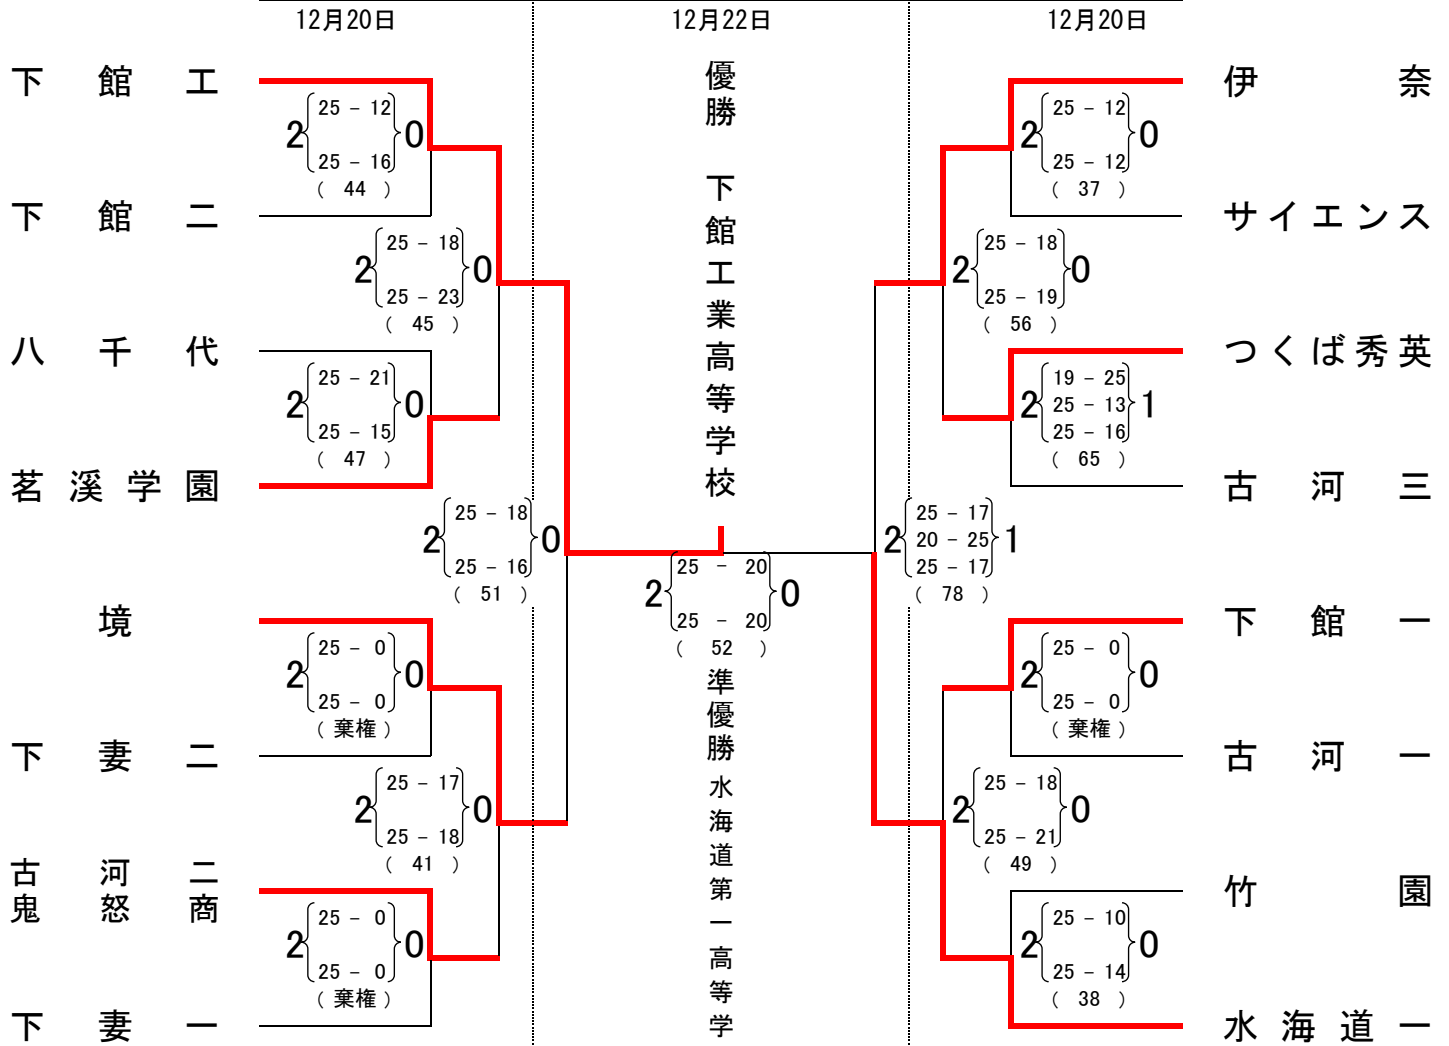 12月20日
12月22日
12月20日
下館工
25 - 12
2 0
25 - 16
( 44 )
下館二
25 - 18
2 0
25 - 23
( 45 )
八千代
25 - 21
2 0
25 - 15
( 47 )
茗溪学園
25 - 18
2 0
25 - 16
( 51 )
境
25 - 0
2 0
25 - 0
( 棄権 )
下妻二
25 - 17
2 0
25 - 18
( 41 )
古河二
鬼怒商
25 - 0
2 0
25 - 0
( 棄権 )
下妻一
優勝 下館工業高等学校
25 - 20
2 0
25 - 20
( 52 )
準優勝 水海道第一高等学
伊奈
25 - 12
2 0
25 - 12
( 37 )
サイエンス
25 - 18
2 0
25 - 19
( 56 )
つくば秀英
19 - 25
2 25 - 13 1
25 - 16
( 65 )
古河三
25 - 17
2 20 - 25 1
25 - 17
( 78 )
下館一
25 - 0
2 0
25 - 0
( 棄権 )
古河一
25 - 18
2 0
25 - 21
( 49 )
竹園
25 - 10
2 0
25 - 14
( 38 )
水海道一